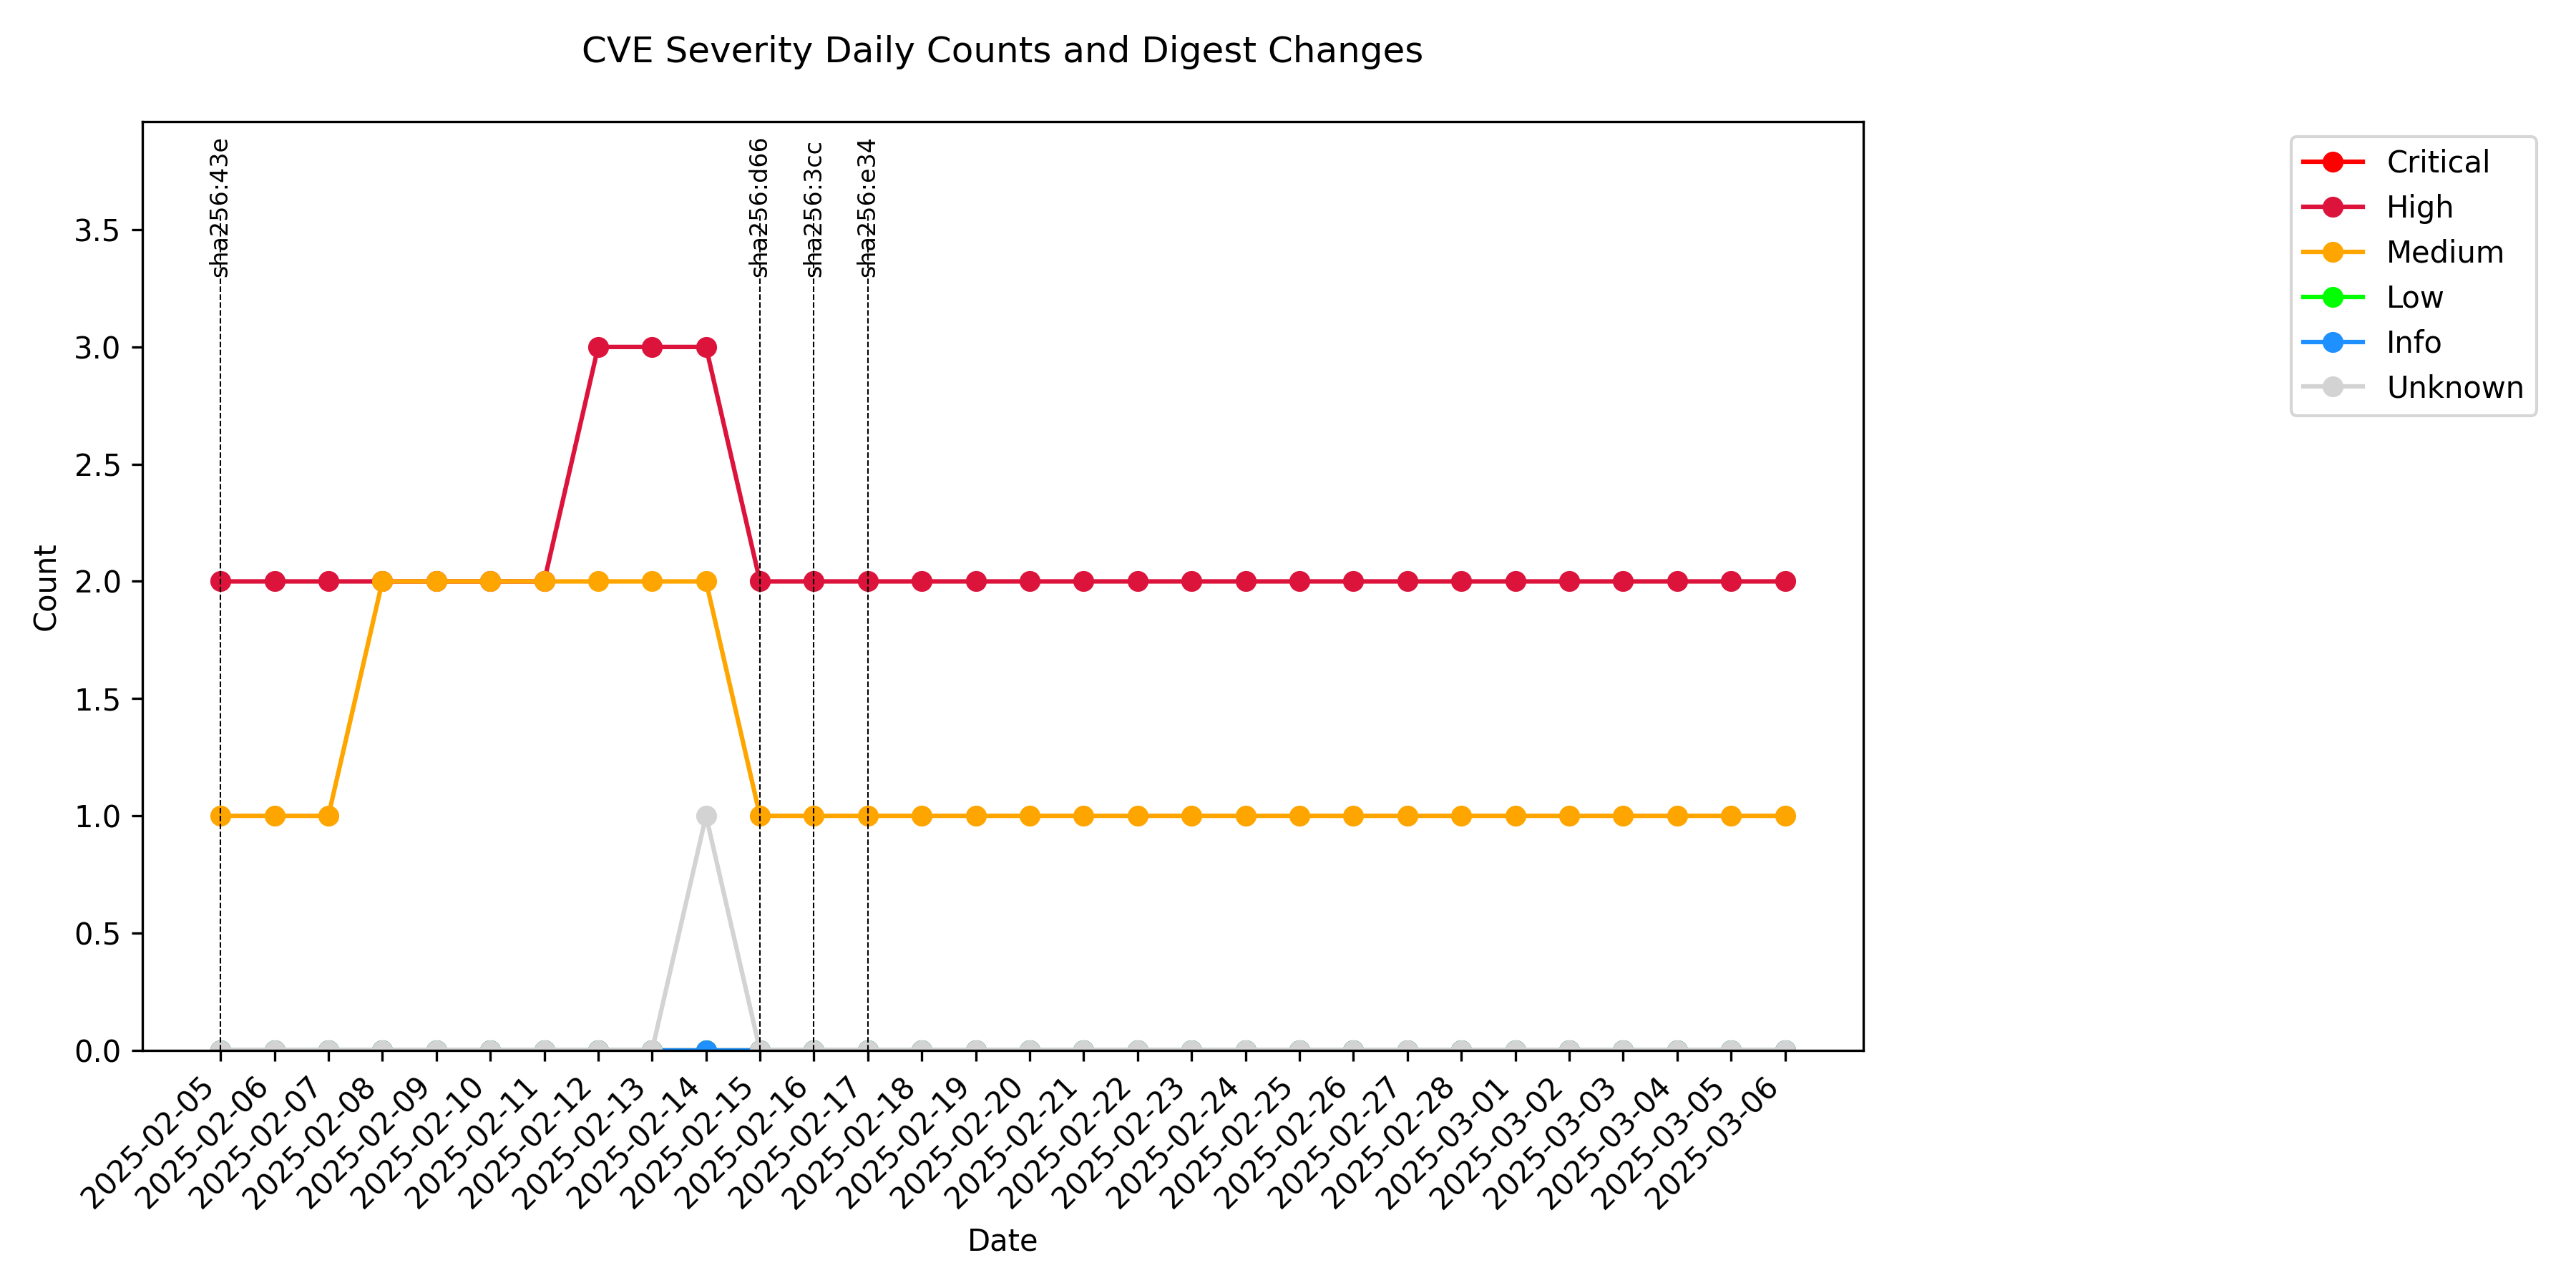 CVE Severity Daily Counts and Digest Changes
sha256:43e
sha256:d66
sha256:3cc
sha256:e34
Critical
High
Medium
Low
Info
Unknown
3.5
3.0
2.5
2.0
1.5
1.0
0.5
0.0
Count
2025-02-05
2025-02-06
2025-02-07
2025-02-08
2025-02-09
2025-02-10
2025-02-11
2025-02-12
2025-02-13
2025-02-14
2025-02-15
2025-02-16
2025-02-17
2025-02-18
2025-02-19
2025-02-20
2025-02-21
2025-02-22
2025-02-23
2025-02-24
2025-02-25
2025-02-26
2025-02-27
2025-02-28
2025-03-01
2025-03-02
2025-03-03
2025-03-04
2025-03-05
2025-03-06
Date